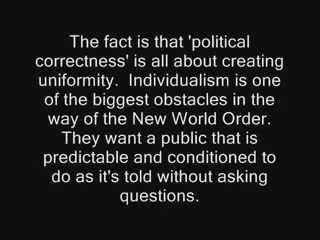 The fact is that 'political
correctness' is all about creating
uniformity.  Individualism is one
of the biggest obstacles in the
way of the New World Order.
They want a public that is
predictable and conditioned to
do as it's told without asking
questions.